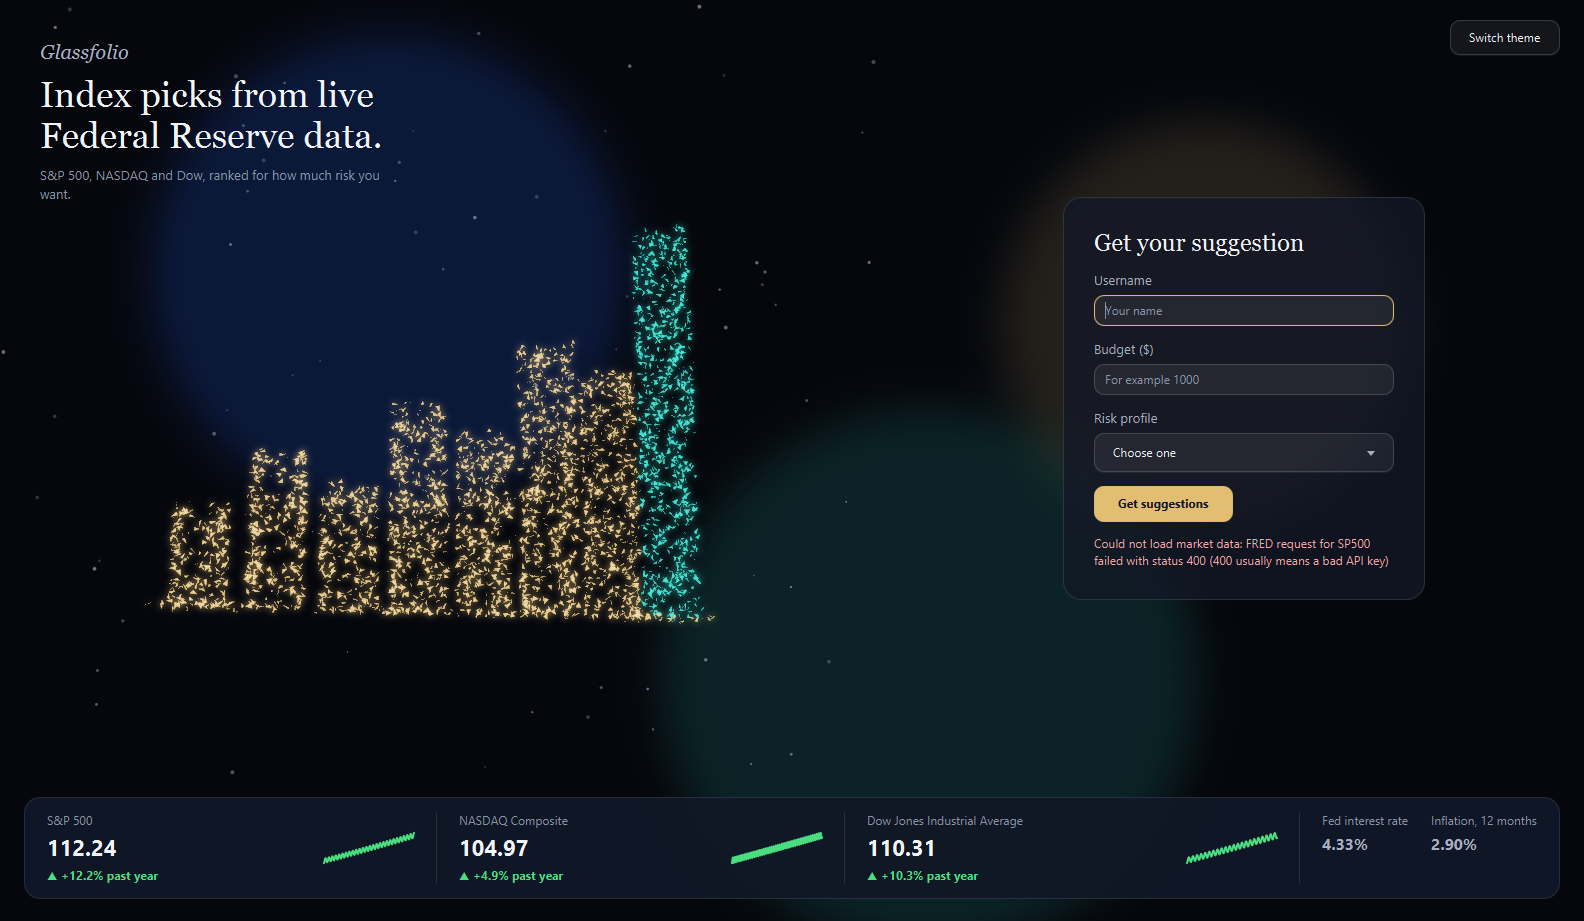 Glassfolio
Switch theme
Index picks from live
Federal Reserve data.
S&P 500, NASDAQ and Dow, ranked for how much risk you
want.
Get your suggestion
Username
Your name
Budget ($)
For example 1000
Risk profile
Choose one
Get suggestions
Could not load market data: FRED request for SP500
failed with status 400 (400 usually means a bad API key)
S&P 500
112.24
▲ +12.2% past year
NASDAQ Composite
104.97
▲ +4.9% past year
Dow Jones Industrial Average
110.31
▲ +10.3% past year
Fed interest rate
4.33%
Inflation, 12 months
2.90%